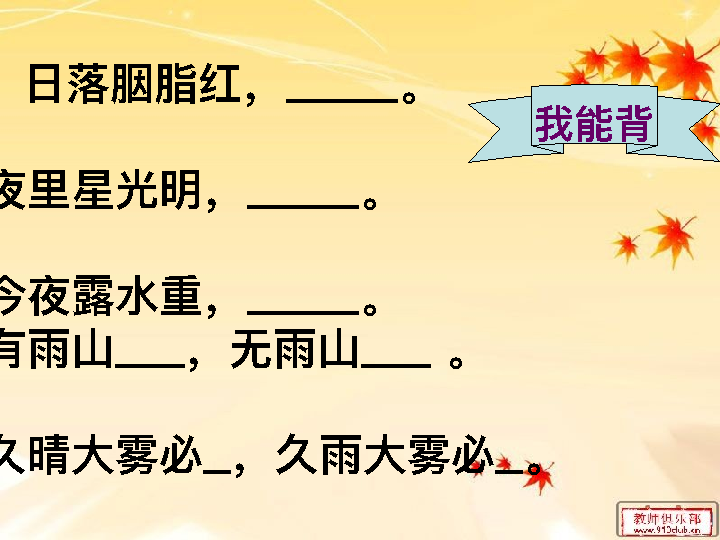 日落胭脂红，_____。
我能背
夜里星光明，_____。
今夜露水重，_____。
有雨山___，无雨山___ 。
久晴大雾必_，久雨大雾必_。
教师俱乐部
www.910club.cn